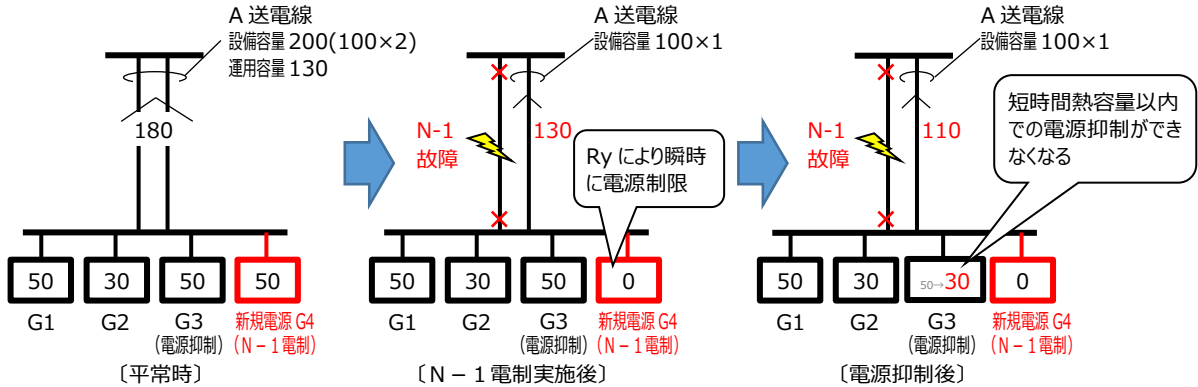 A 送電線
設備容量 200(100×2)
運用容量 130
180
50
30
50
50
G1
G2
G3
(電源抑制)
新規電源 G4
(N－1 電制)
〔平常時〕
A 送電線
設備容量 100×1
N-1
故障
130
Ry により瞬時
に電源制限
50
30
50
0
G1
G2
G3
(電源抑制)
新規電源 G4
(N－1 電制)
〔N－1 電制実施後〕
A 送電線
設備容量 100×1
N-1
故障
110
短時間熱容量以内
での電源抑制ができ
なくなる
50
30
50→30
0
G1
G2
G3
(電源抑制)
新規電源 G4
(N－1 電制)
〔電源抑制後〕